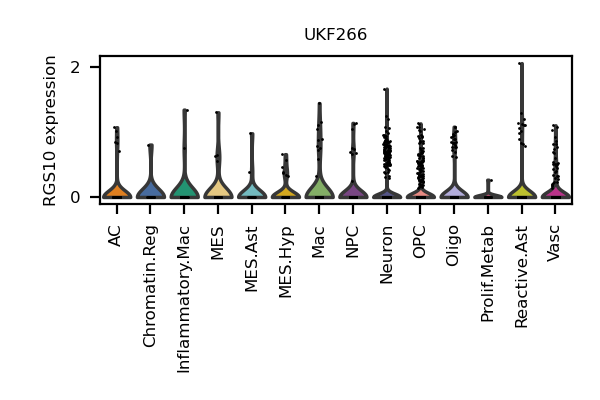 UKF266
RGS10 expression
2
0
AC
Chromatin.Reg
Inflammatory.Mac
MES
MES.Ast
MES.Hyp
Mac
NPC
Neuron
OPC
Oligo
Prolif.Metab
Reactive.Ast
Vasc